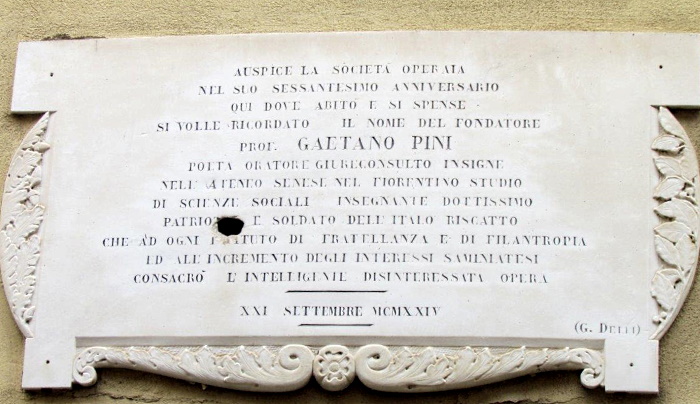 AUSPICE LA SÒCIETÀ OPERAIA
NEL SUO SESSANTESIMO ANNIVERSARIO
QUI DOVE ABITÒ E SI SPENSE
SI VOLLE RICORDATO IL NOME DEL FONDATORE
PROF. GAETANO PINI
POETA ORATORE GIURECONSULTO INSIGNE
NELL'ATENEO SENESE NEL FIORENTINO STUDIO
DI SCIENZE SOCIALI INSEGNANTE DOTTISSIMO
E SOLDATO DELL'ITALO RISCATTO
CHE AD OGNI DI FRATELLANZA E DI FILANTROPIA
ED ALL'INCREMENTO DEGLI INTERESSI SAMINIATESI
CONSACRÒ L'INTELLIGENTE DISINTERESSATA OPERA
XXI SETTEMBRE MCMXXIV
(G.